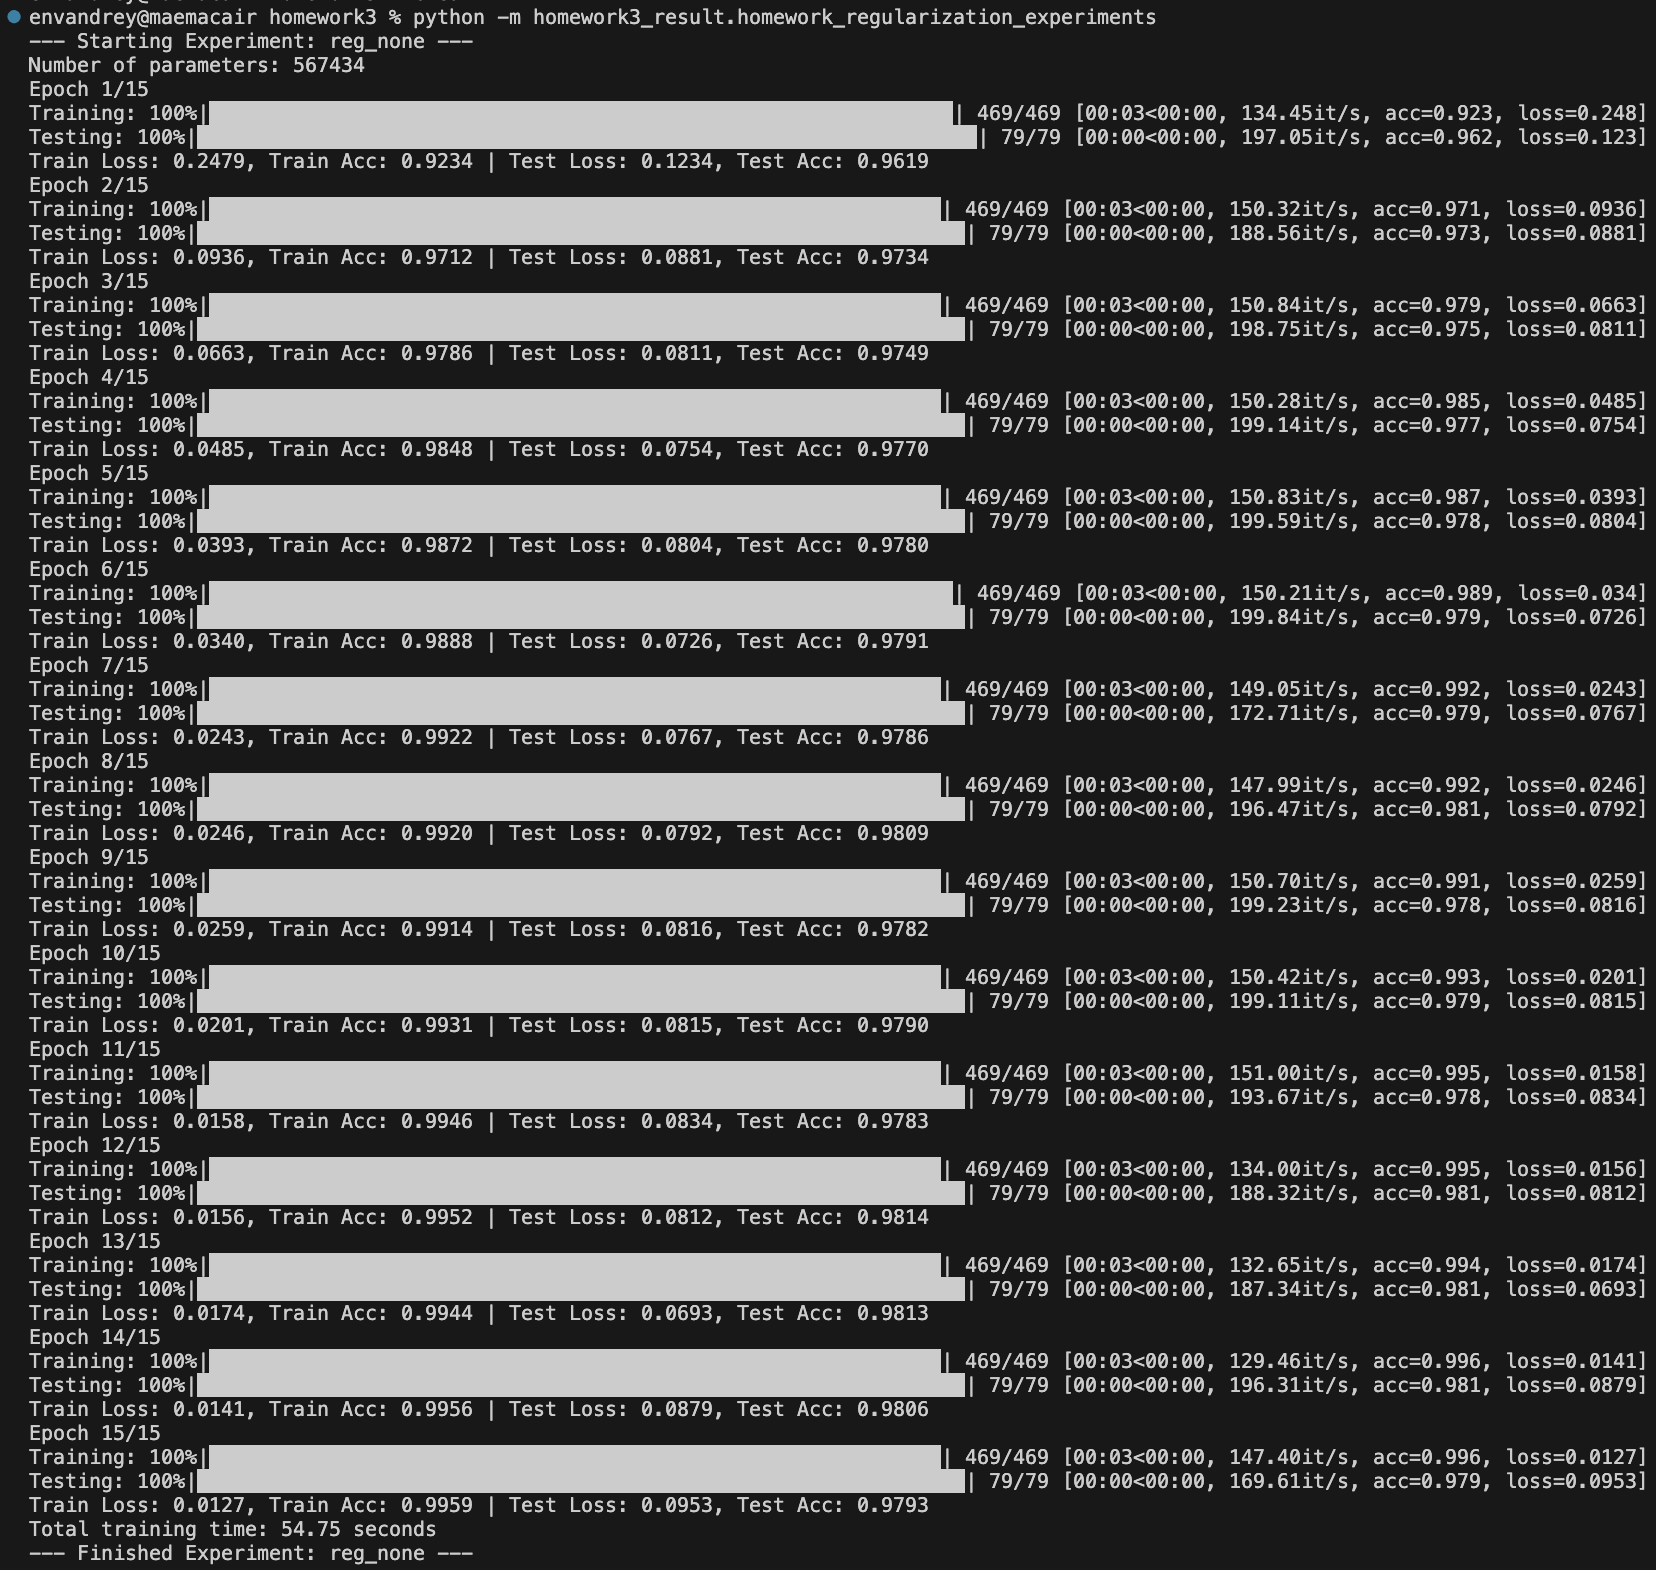 envandrey@maemacair homework3 % python -m homework3_result.homework_regularization_experiments
--- Starting Experiment: reg_none ---
Number of parameters: 567434
Epoch 1/15
Training: 100%|| 469/469 [00:03<00:00, 134.45it/s, acc=0.923, loss=0.248]
Testing: 100%|| 79/79 [00:00<00:00, 197.05it/s, acc=0.962, loss=0.123]
Train Loss: 0.2479, Train Acc: 0.9234 | Test Loss: 0.1234, Test Acc: 0.9619
Epoch 2/15
Training: 100%|| 469/469 [00:03<00:00, 150.32it/s, acc=0.971, loss=0.0936]
Testing: 100%|| 79/79 [00:00<00:00, 188.56it/s, acc=0.973, loss=0.0881]
Train Loss: 0.0936, Train Acc: 0.9712 | Test Loss: 0.0881, Test Acc: 0.9734
Epoch 3/15
Training: 100%|| 469/469 [00:03<00:00, 150.84it/s, acc=0.979, loss=0.0663]
Testing: 100%|| 79/79 [00:00<00:00, 198.75it/s, acc=0.975, loss=0.0811]
Train Loss: 0.0663, Train Acc: 0.9786 | Test Loss: 0.0811, Test Acc: 0.9749
Epoch 4/15
Training: 100%|| 469/469 [00:03<00:00, 150.28it/s, acc=0.985, loss=0.0485]
Testing: 100%|| 79/79 [00:00<00:00, 199.14it/s, acc=0.977, loss=0.0754]
Train Loss: 0.0485, Train Acc: 0.9848 | Test Loss: 0.0754, Test Acc: 0.9770
Epoch 5/15
Training: 100%|| 469/469 [00:03<00:00, 150.83it/s, acc=0.987, loss=0.0393]
Testing: 100%|| 79/79 [00:00<00:00, 199.59it/s, acc=0.978, loss=0.0804]
Train Loss: 0.0393, Train Acc: 0.9872 | Test Loss: 0.0804, Test Acc: 0.9780
Epoch 6/15
Training: 100%|| 469/469 [00:03<00:00, 150.21it/s, acc=0.989, loss=0.034]
Testing: 100%|| 79/79 [00:00<00:00, 199.84it/s, acc=0.979, loss=0.0726]
Train Loss: 0.0340, Train Acc: 0.9888 | Test Loss: 0.0726, Test Acc: 0.9791
Epoch 7/15
Training: 100%|| 469/469 [00:03<00:00, 149.05it/s, acc=0.992, loss=0.0243]
Testing: 100%|| 79/79 [00:00<00:00, 172.71it/s, acc=0.979, loss=0.0767]
Train Loss: 0.0243, Train Acc: 0.9922 | Test Loss: 0.0767, Test Acc: 0.9786
Epoch 8/15
Training: 100%|| 469/469 [00:03<00:00, 147.99it/s, acc=0.992, loss=0.0246]
Testing: 100%|| 79/79 [00:00<00:00, 196.47it/s, acc=0.981, loss=0.0792]
Train Loss: 0.0246, Train Acc: 0.9920 | Test Loss: 0.0792, Test Acc: 0.9809
Epoch 9/15
Training: 100%|| 469/469 [00:03<00:00, 150.70it/s, acc=0.991, loss=0.0259]
Testing: 100%|| 79/79 [00:00<00:00, 199.23it/s, acc=0.978, loss=0.0816]
Train Loss: 0.0259, Train Acc: 0.9914 | Test Loss: 0.0816, Test Acc: 0.9782
Epoch 10/15
Training: 100%|| 469/469 [00:03<00:00, 150.42it/s, acc=0.993, loss=0.0201]
Testing: 100%|| 79/79 [00:00<00:00, 199.11it/s, acc=0.979, loss=0.0815]
Train Loss: 0.0201, Train Acc: 0.9931 | Test Loss: 0.0815, Test Acc: 0.9790
Epoch 11/15
Training: 100%|| 469/469 [00:03<00:00, 151.00it/s, acc=0.995, loss=0.0158]
Testing: 100%|| 79/79 [00:00<00:00, 193.67it/s, acc=0.978, loss=0.0834]
Train Loss: 0.0158, Train Acc: 0.9946 | Test Loss: 0.0834, Test Acc: 0.9783
Epoch 12/15
Training: 100%|| 469/469 [00:03<00:00, 134.00it/s, acc=0.995, loss=0.0156]
Testing: 100%|| 79/79 [00:00<00:00, 188.32it/s, acc=0.981, loss=0.0812]
Train Loss: 0.0156, Train Acc: 0.9952 | Test Loss: 0.0812, Test Acc: 0.9814
Epoch 13/15
Training: 100%|| 469/469 [00:03<00:00, 132.65it/s, acc=0.994, loss=0.0174]
Testing: 100%|| 79/79 [00:00<00:00, 187.34it/s, acc=0.981, loss=0.0693]
Train Loss: 0.0174, Train Acc: 0.9944 | Test Loss: 0.0693, Test Acc: 0.9813
Epoch 14/15
Training: 100%|| 469/469 [00:03<00:00, 129.46it/s, acc=0.996, loss=0.0141]
Testing: 100%|| 79/79 [00:00<00:00, 196.31it/s, acc=0.981, loss=0.0879]
Train Loss: 0.0141, Train Acc: 0.9956 | Test Loss: 0.0879, Test Acc: 0.9806
Epoch 15/15
Training: 100%|| 469/469 [00:03<00:00, 147.40it/s, acc=0.996, loss=0.0127]
Testing: 100%|| 79/79 [00:00<00:00, 169.61it/s, acc=0.979, loss=0.0953]
Train Loss: 0.0127, Train Acc: 0.9959 | Test Loss: 0.0953, Test Acc: 0.9793
Total training time: 54.75 seconds
--- Finished Experiment: reg_none ---